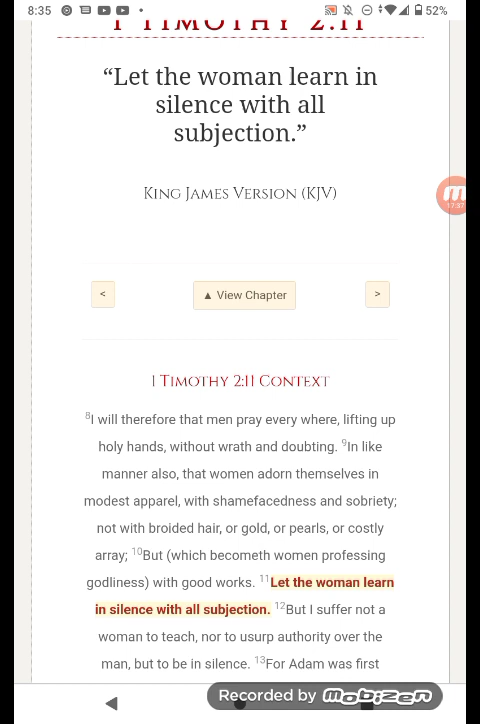 8:35
52%
1 TIMOTHY 2:11
“Let the woman learn in
silence with all
subjection.”
King James Version (KJV)
17:37
<
▲ View Chapter
>
1 Timothy 2:11 Context
8I will therefore that men pray every where, lifting up
holy hands, without wrath and doubting. 9In like
manner also, that women adorn themselves in
modest apparel, with shamefacedness and sobriety;
not with broided hair, or gold, or pearls, or costly
array; 10But (which becometh women professing
godliness) with good works. 11Let the woman learn
in silence with all subjection. 12But I suffer not a
woman to teach, nor to usurp authority over the
man, but to be in silence. 13For Adam was first
Recorded by mobizen